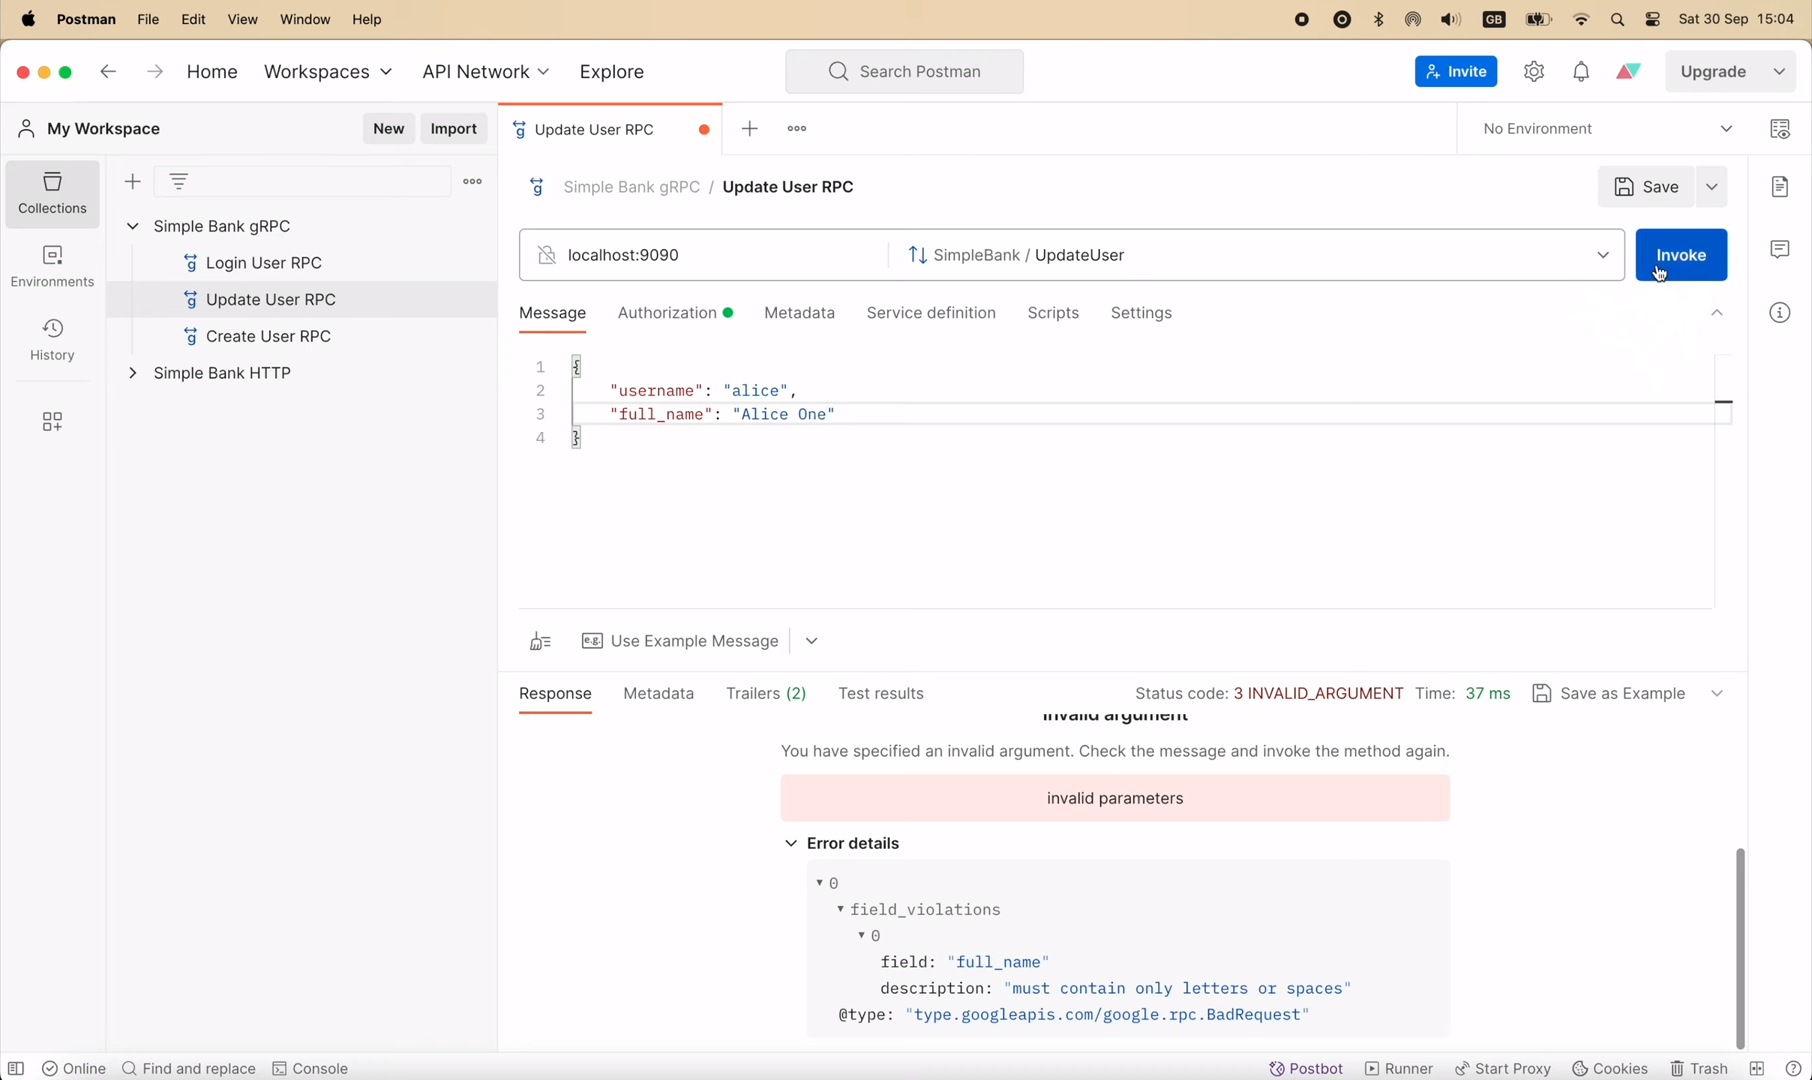 Postman File Edit View Window Help GB Sat 30 Sep 15:04
Home Workspaces API Network Explore Search Postman Invite Upgrade
My Workspace New Import Update User RPC No Environment
Collections
Simple Bank gRPC / Update User RPC Save
Simple Bank gRPC
Login User RPC
localhost:9090 SimpleBank / UpdateUser Invoke
Environments
Update User RPC
Message Authorization Metadata Service definition Scripts Settings
History
Create User RPC
Simple Bank HTTP
1 {
2 "username": "alice",
3 "full_name": "Alice One"
4 }
e.g. Use Example Message
Response Metadata Trailers (2) Test results Status code: 3 INVALID_ARGUMENT Time: 37 ms Save as Example
Invalid argument
You have specified an invalid argument. Check the message and invoke the method again.
invalid parameters
Error details
0
field_violations
0
field: "full_name"
description: "must contain only letters or spaces"
@type: "type.googleapis.com/google.rpc.BadRequest"
Online Find and replace Console Postbot Runner Start Proxy Cookies Trash